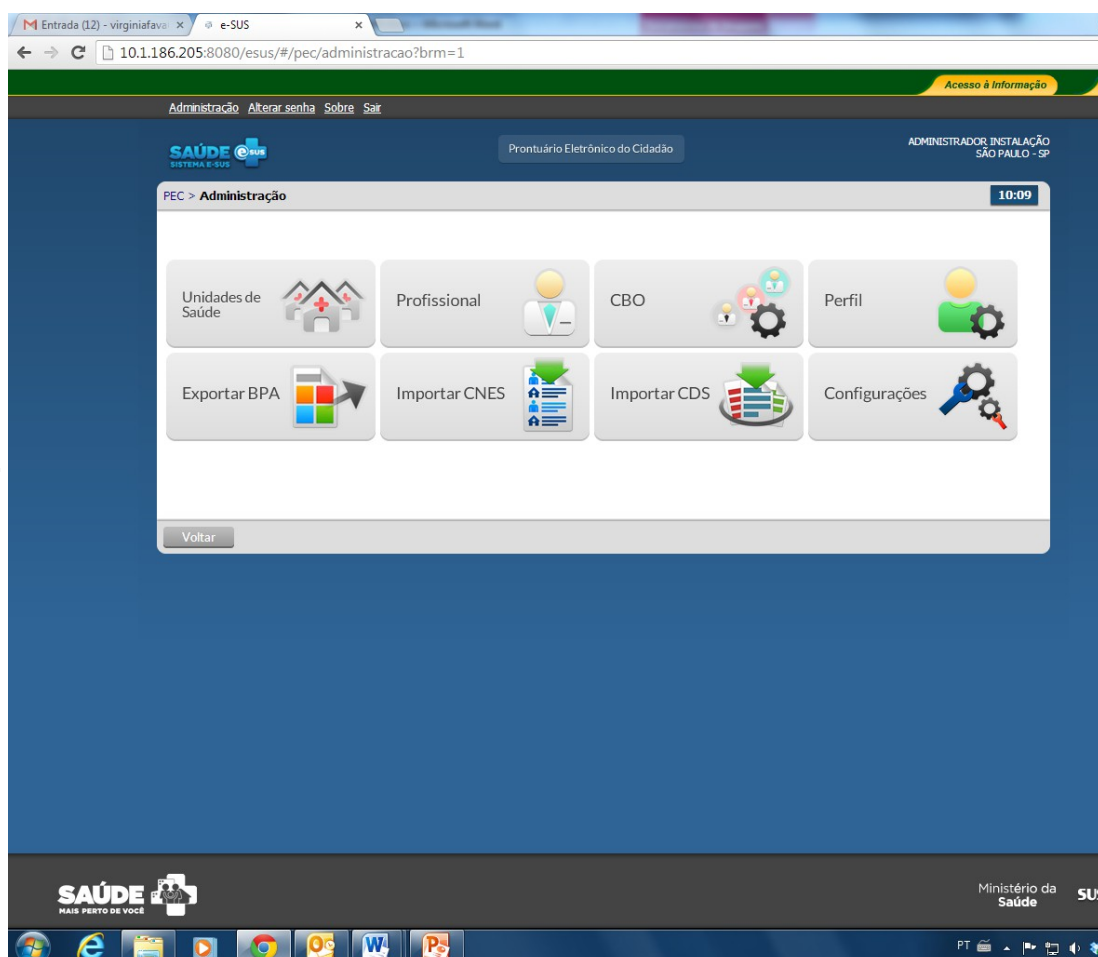 Entrada (12) - virginiafava
e-SUS
10.1.186.205:8080/esus/#/pec/administracao?brm=1
Acesso à Informação
Administração Alterar senha Sobre Sair
SAÚDE e-sus
SISTEMA E-SUS
Prontuário Eletrônico do Cidadão
ADMINISTRADOR INSTALAÇÃO
SÃO PAULO - SP
PEC > Administração
10:09
Unidades de
Saúde
Profissional
CBO
Perfil
Exportar BPA
Importar CNES
Importar CDS
Configurações
Voltar
SAÚDE
MAIS PERTO DE VOCÊ
Ministério da
Saúde
SUS
PT